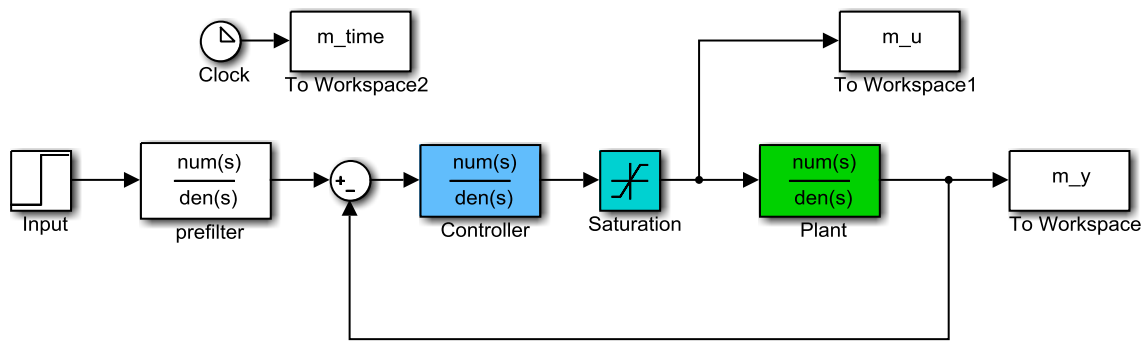 m_time
m_u
Clock
To Workspace2
To Workspace1
num(s)
den(s)
+
−
num(s)
den(s)
num(s)
den(s)
m_y
Input
prefilter
Controller
Saturation
Plant
To Workspace